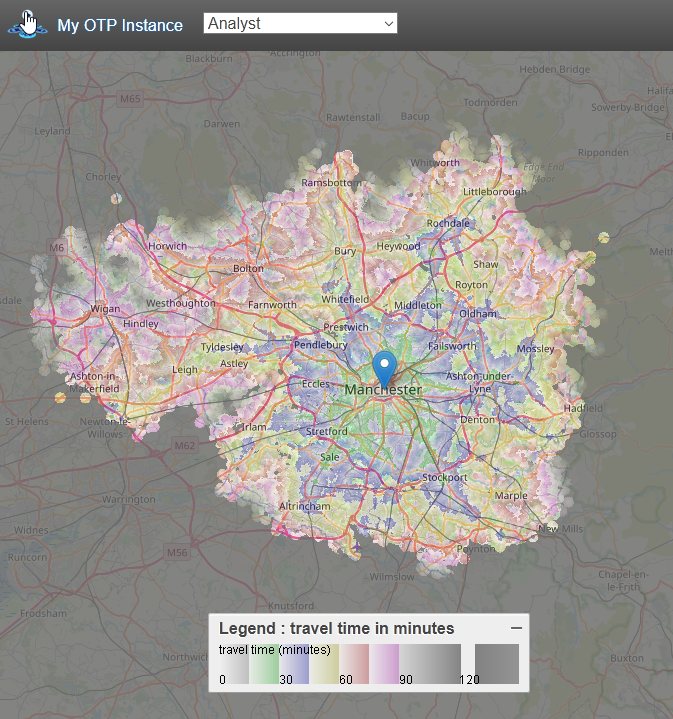 My OTP Instance
Analyst
Blackburn
Accrington
Hebden Bridge
M65
Todmorden
Halifa
Sowerby Bridge
Leyland
Darwen
Rawtenstall
Bacup
Ripponden
Chorley
Whitworth
Edge End
Moor
Ramsbottom
Littleborough
Rochdale
M6
Horwich
Bury
Heywood
Meltha
Bolton
Shaw
Royton
Wigan
Westhoughton
Farnworth
Whitefield
Middleton
Oldham
Hindley
Prestwich
Tyldesley
Pendlebury
Failsworth
Mossley
Astley
Leigh
Ashton-in-
Makerfield
Eccles
Manchester
Ashton-under-
Lyne
St Helens
Newton-le-
Willows
Irlam
Stretford
Denton
Hadfield
Glossop
M62
Sale
Stockport
Warrington
Altrincham
Marple
Widnes
New Mills
Runcorn
M56
Poynton
Wilmslow
Chapel-en-
le-Frith
Frodsham
Knutsford
Legend : travel time in minutes
travel time (minutes)
0 30 60 90 120
Northwic
Buxton